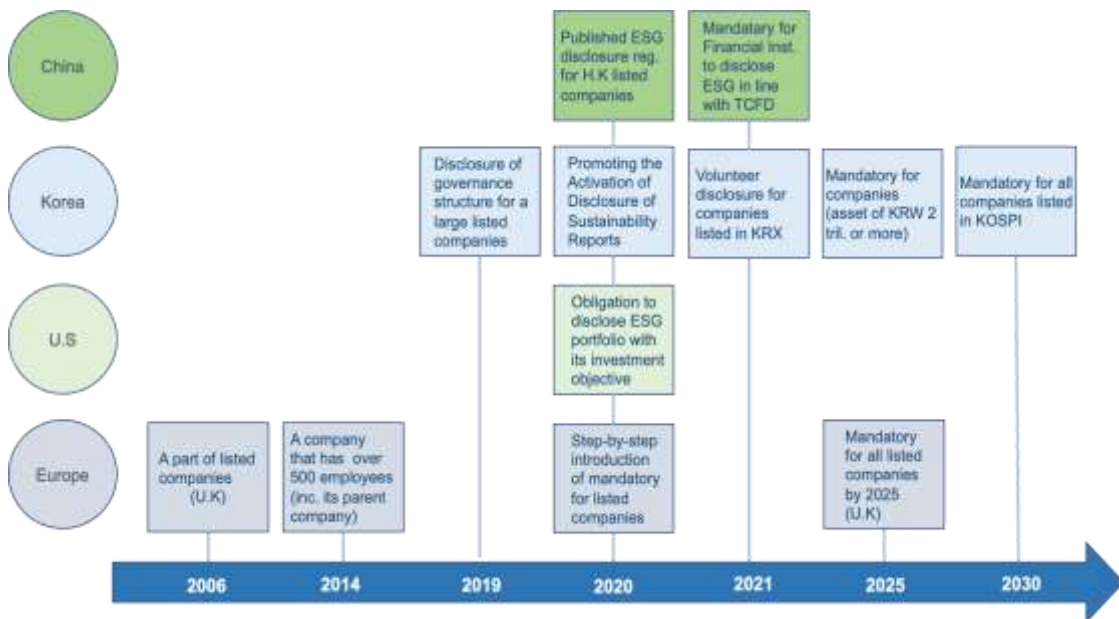 China
Published ESG
disclosure reg.
for H.K listed
companies
Mandatary for
Financial Inst.
to disclose
ESG in line
with TCFD
Korea
Disclosure of
governance
structure for a
large listed
companies
Promoting the
Activation of
Disclosure of
Sustainability
Reports
Volunteer
disclosure for
companies
listed in KRX
Mandatory for
companies
(asset of KRW 2
tril. or more)
Mandatory for all
companies listed
in KOSPI
U.S
Obligation to
disclose ESG
portfolio with
its investment
objective
Europe
A part of listed
companies
(U.K)
A company
that has over
500 employees
(inc. its parent
company)
Step-by-step
introduction
of mandatory
for listed
companies
Mandatory
for all listed
companies
by 2025
(U.K)
2006
2014
2019
2020
2021
2025
2030